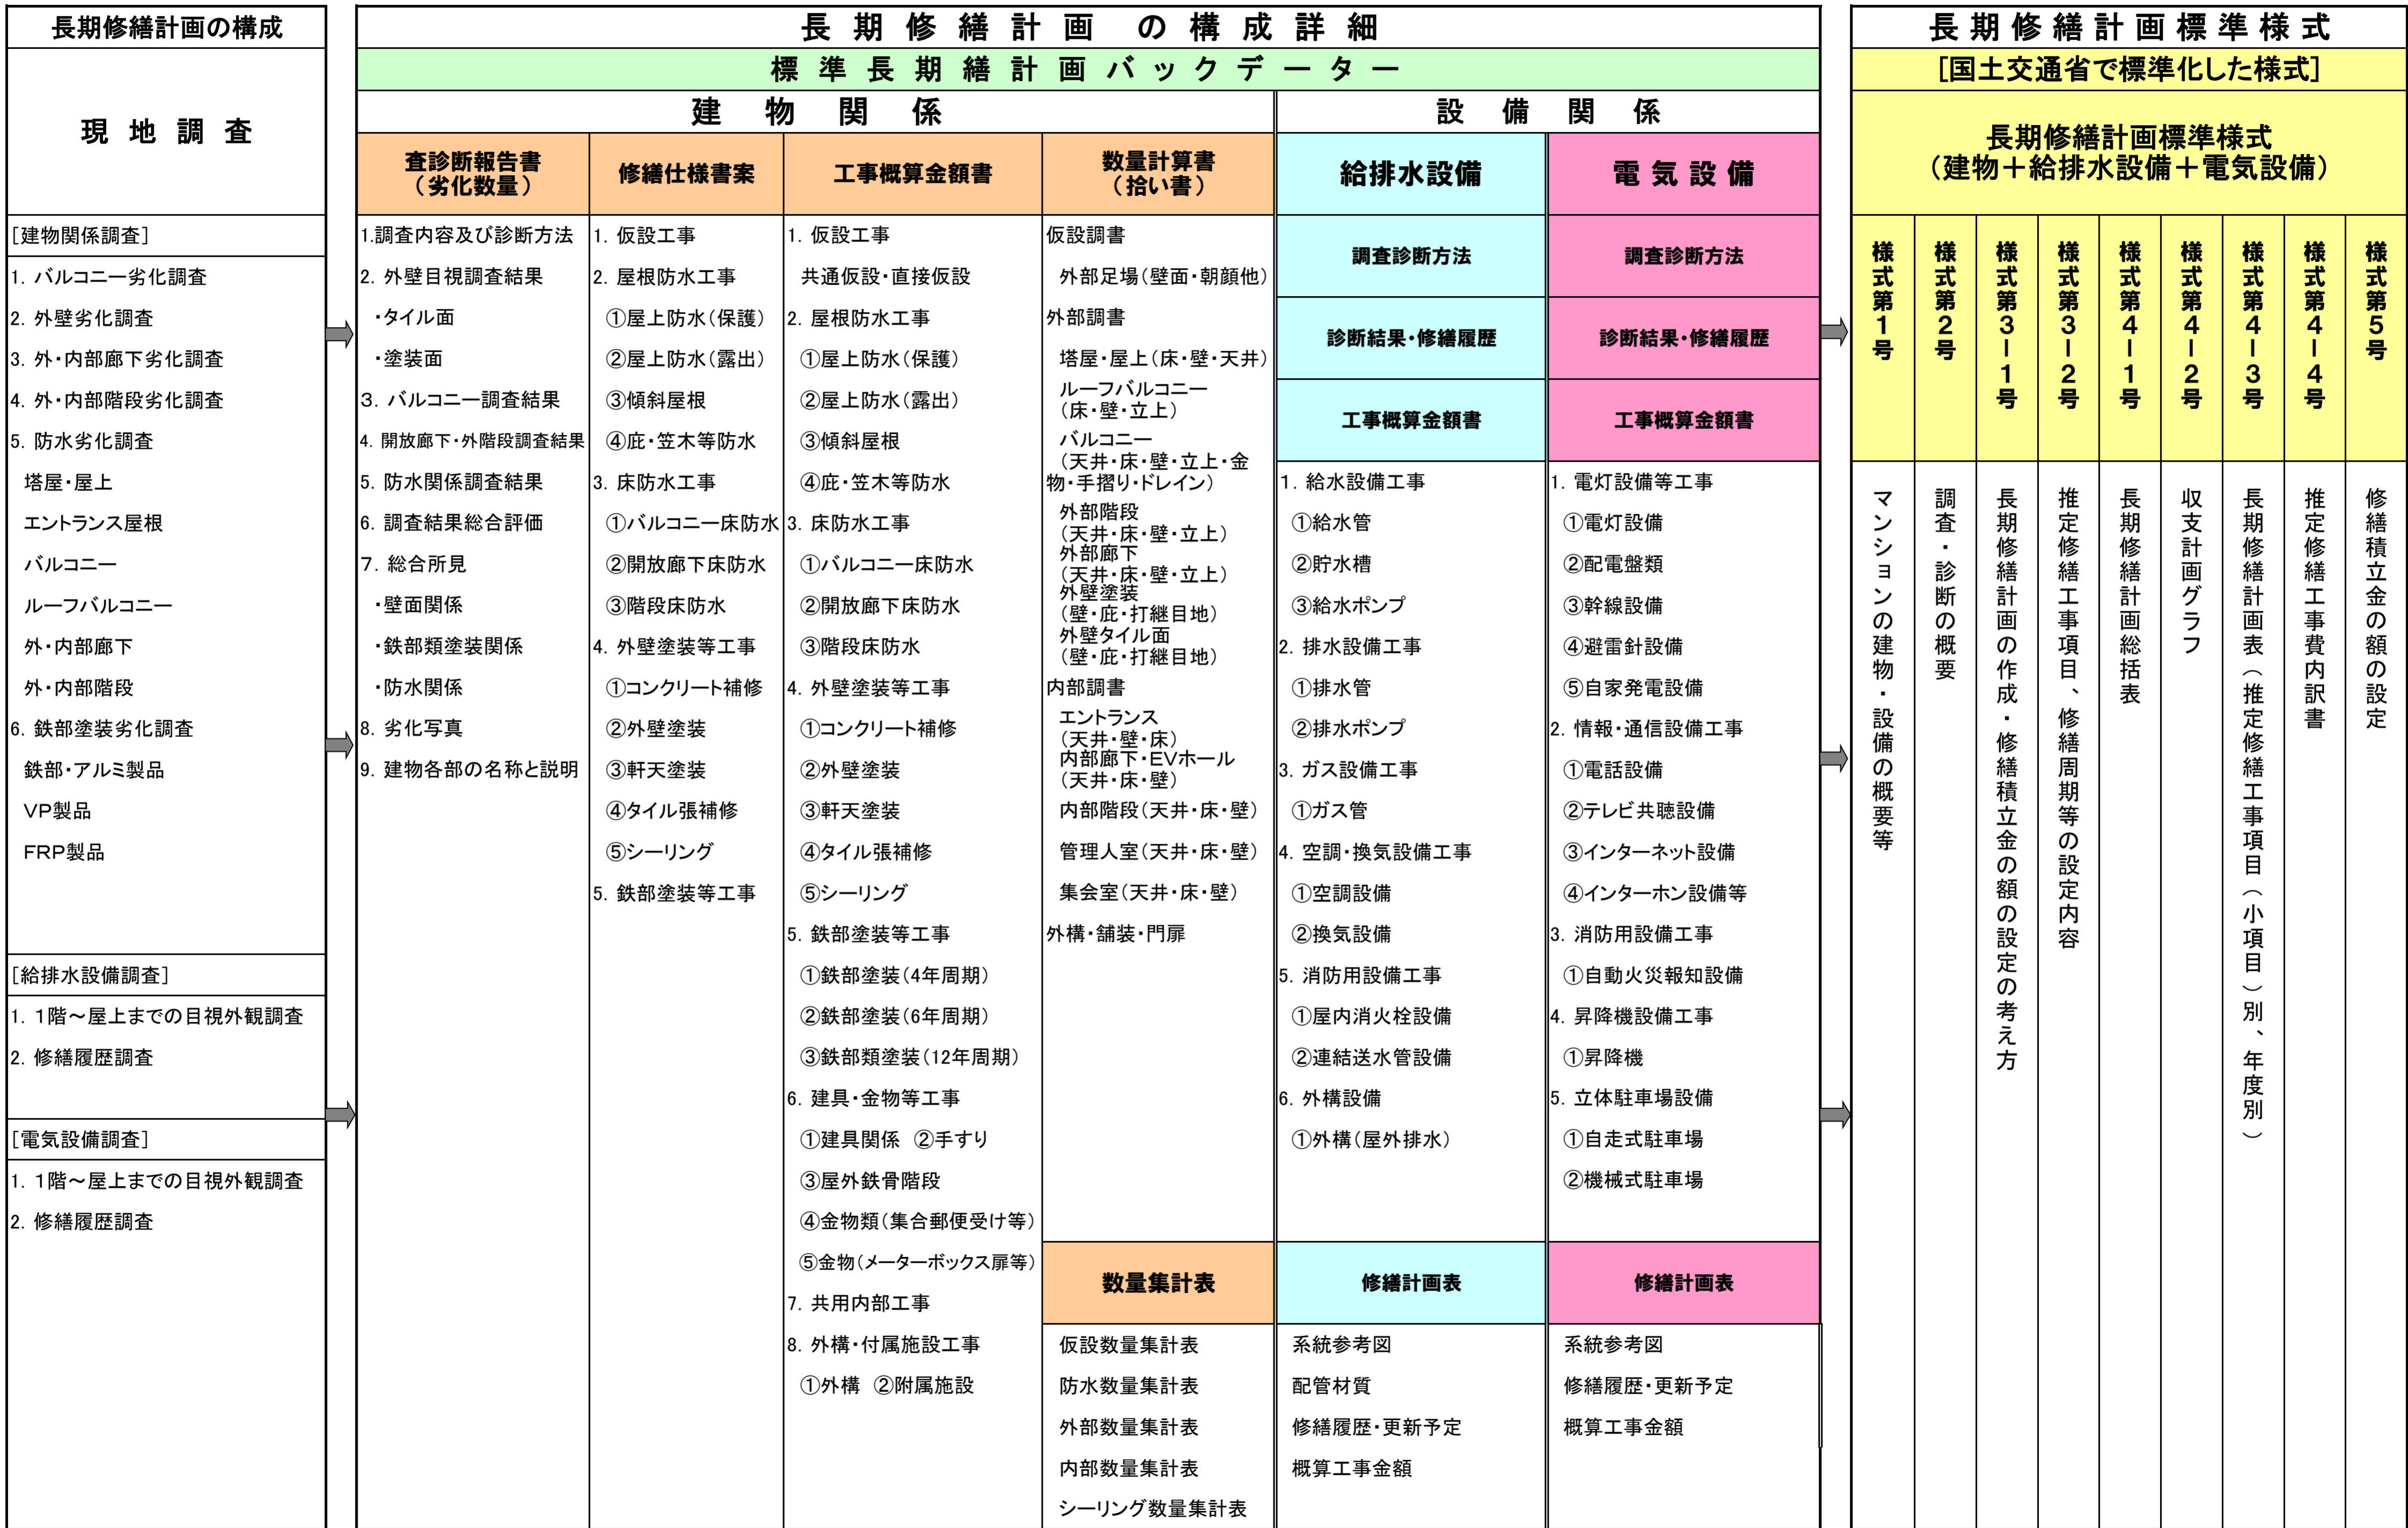 長期修繕計画の構成
現 地 調 査
[建物関係調査]
1. バルコニー劣化調査
2. 外壁劣化調査
3. 外・内部廊下劣化調査
4. 外・内部階段劣化調査
5. 防水劣化調査
塔屋・屋上
エントランス屋根
バルコニー
ルーフバルコニー
外・内部廊下
外・内部階段
6. 鉄部塗装劣化調査
鉄部・アルミ製品
VP製品
FRP製品
[給排水設備調査]
1. 1階～屋上までの目視外観調査
2. 修繕履歴調査
[電気設備調査]
1. 1階～屋上までの目視外観調査
2. 修繕履歴調査
長 期 修 繕 計 画 の 構 成 詳 細
標 準 長 期 繕 計 画 バ ッ ク デ ー タ ー
建 物 関 係
査診断報告書
（劣化数量）
1.調査内容及び診断方法
2. 外壁目視調査結果
・タイル面
・塗装面
3. バルコニー調査結果
4. 開放廊下・外階段調査結果
5. 防水関係調査結果
6. 調査結果総合評価
7. 総合所見
・壁面関係
・鉄部類塗装関係
・防水関係
8. 劣化写真
9. 建物各部の名称と説明
修繕仕様書案
1. 仮設工事
2. 屋根防水工事
①屋上防水（保護）
②屋上防水（露出）
③傾斜屋根
④庇・笠木等防水
3. 床防水工事
①バルコニー床防水
②開放廊下床防水
③階段床防水
4. 外壁塗装等工事
①コンクリート補修
②外壁塗装
③軒天塗装
④タイル張補修
⑤シーリング
5. 鉄部塗装等工事
工事概算金額書
1. 仮設工事
共通仮設・直接仮設
2. 屋根防水工事
①屋上防水（保護）
②屋上防水（露出）
③傾斜屋根
④庇・笠木等防水
3. 床防水工事
①バルコニー床防水
②開放廊下床防水
③階段床防水
4. 外壁塗装等工事
①コンクリート補修
②外壁塗装
③軒天塗装
④タイル張補修
⑤シーリング
5. 鉄部塗装等工事
①鉄部塗装（4年周期）
②鉄部塗装（6年周期）
③鉄部類塗装（12年周期）
6. 建具・金物等工事
①建具関係 ②手すり
③屋外鉄骨階段
④金物類（集合郵便受け等）
⑤金物（メーターボックス扉等）
7. 共用内部工事
8. 外構・付属施設工事
①外構 ②附属施設
数量計算書
（拾い書）
仮設調書
外部足場（壁面・朝顔他）
外部調書
塔屋・屋上（床・壁・天井）
ルーフバルコニー
（床・壁・立上）
バルコニー
（天井・床・壁・立上・金
物・手摺り・ドレイン）
外部階段
（天井・床・壁・立上）
外部廊下
（天井・床・壁・立上）
外壁塗装
（壁・庇・打継目地）
外壁タイル面
（壁・庇・打継目地）
内部調書
エントランス
（天井・壁・床）
内部廊下・EVホール
（天井・床・壁）
内部階段（天井・床・壁）
管理人室（天井・床・壁）
集会室（天井・床・壁）
外構・舗装・門扉
数量集計表
仮設数量集計表
防水数量集計表
外部数量集計表
内部数量集計表
シーリング数量集計表
設 備 関 係
給排水設備
調査診断方法
診断結果・修繕履歴
工事概算金額書
1. 給水設備工事
①給水管
②貯水槽
③給水ポンプ
2. 排水設備工事
①排水管
②排水ポンプ
3. ガス設備工事
①ガス管
4. 空調・換気設備工事
①空調設備
②換気設備
5. 消防用設備工事
①屋内消火栓設備
②連結送水管設備
6. 外構設備
①外構（屋外排水）
修繕計画表
系統参考図
配管材質
修繕履歴・更新予定
概算工事金額
電 気 設 備
調査診断方法
診断結果・修繕履歴
工事概算金額書
1. 電灯設備等工事
①電灯設備
②配電盤類
③幹線設備
④避雷針設備
⑤自家発電設備
2. 情報・通信設備工事
①電話設備
②テレビ共聴設備
③インターネット設備
④インターホン設備等
3. 消防用設備工事
①自動火災報知設備
4. 昇降機設備工事
①昇降機
5. 立体駐車場設備
①自走式駐車場
②機械式駐車場
修繕計画表
系統参考図
修繕履歴・更新予定
概算工事金額
長 期 修 繕 計 画 標 準 様 式
[国土交通省で標準化した様式]
長期修繕計画標準様式
（建物＋給排水設備＋電気設備）
様式第1号
マンションの建物・設備の概要等
様式第2号
調査・診断の概要
様式第3－1号
長期修繕計画の作成・修繕積立金の額の設定の考え方
様式第3－2号
推定修繕工事項目、修繕周期等の設定内容
様式第4－1号
長期修繕計画総括表
様式第4－2号
収支計画グラフ
様式第4－3号
長期修繕計画表（推定修繕工事項目（小項目）別、年度別）
様式第4－4号
推定修繕工事費内訳書
様式第5号
修繕積立金の額の設定